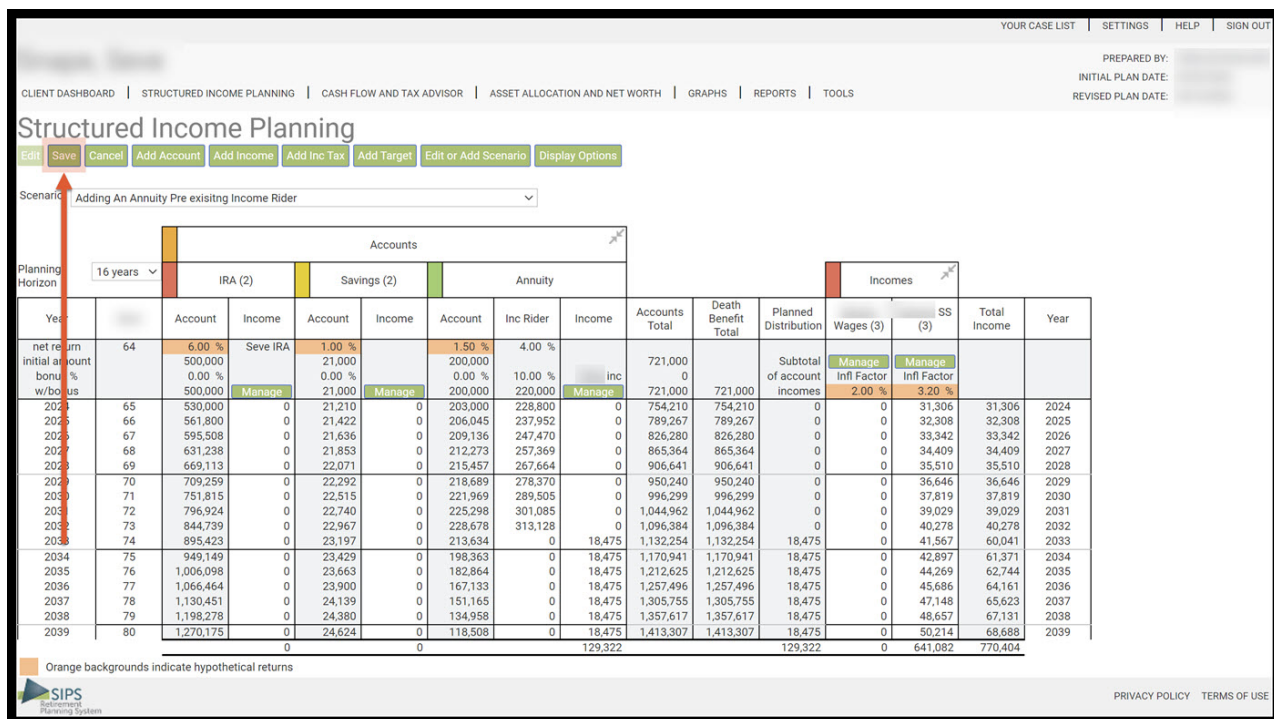 YOUR CASE LIST | SETTINGS | HELP | SIGN OUT
PREPARED BY:
INITIAL PLAN DATE:
REVISED PLAN DATE:
CLIENT DASHBOARD | STRUCTURED INCOME PLANNING | CASH FLOW AND TAX ADVISOR | ASSET ALLOCATION AND NET WORTH | GRAPHS | REPORTS | TOOLS
Structured Income Planning
Edit Save Cancel Add Account Add Income Add Inc Tax Add Target Edit or Add Scenario Display Options
Scenario Adding An Annuity Pre exisitng Income Rider
Accounts
Planning Horizon 16 years IRA (2) Savings (2) Annuity Incomes
Year Account Income Account Income Account Inc Rider Income Accounts Total Death Benefit Total Planned Distribution Wages (3) SS (3) Total Income Year
net return 64 6.00 % Seve IRA 1.00 % 1.50 % 4.00 %
initial amount 500,000 21,000 200,000 721,000 Subtotal Manage Manage
bonus % 0.00 % 0.00 % 0.00 % 10.00 % inc 0 of account Infl Factor Infl Factor
w/bonus 500,000 Manage 21,000 Manage 200,000 220,000 Manage 721,000 721,000 incomes 2.00 % 3.20 %
2024 65 530,000 0 21,210 0 203,000 228,800 0 754,210 754,210 0 0 31,306 31,306 2024
2025 66 561,800 0 21,422 0 206,045 237,952 0 789,267 789,267 0 0 32,308 32,308 2025
2026 67 595,508 0 21,636 0 209,136 247,470 0 826,280 826,280 0 0 33,342 33,342 2026
2027 68 631,238 0 21,853 0 212,273 257,369 0 865,364 865,364 0 0 34,409 34,409 2027
2028 69 669,113 0 22,071 0 215,457 267,664 0 906,641 906,641 0 0 35,510 35,510 2028
2029 70 709,259 0 22,292 0 218,689 278,370 0 950,240 950,240 0 0 36,646 36,646 2029
2030 71 751,815 0 22,515 0 221,969 289,505 0 996,299 996,299 0 0 37,819 37,819 2030
2031 72 796,924 0 22,740 0 225,298 301,085 0 1,044,962 1,044,962 0 0 39,029 39,029 2031
2032 73 844,739 0 22,967 0 228,678 313,128 0 1,096,384 1,096,384 0 0 40,278 40,278 2032
2033 74 895,423 0 23,197 0 213,634 0 18,475 1,132,254 1,132,254 18,475 0 41,567 60,041 2033
2034 75 949,149 0 23,429 0 198,363 0 18,475 1,170,941 1,170,941 18,475 0 42,897 61,371 2034
2035 76 1,006,098 0 23,663 0 182,864 0 18,475 1,212,625 1,212,625 18,475 0 44,269 62,744 2035
2036 77 1,066,464 0 23,900 0 167,133 0 18,475 1,257,496 1,257,496 18,475 0 45,686 64,161 2036
2037 78 1,130,451 0 24,139 0 151,165 0 18,475 1,305,755 1,305,755 18,475 0 47,148 65,623 2037
2038 79 1,198,278 0 24,380 0 134,958 0 18,475 1,357,617 1,357,617 18,475 0 48,657 67,131 2038
2039 80 1,270,175 0 24,624 0 118,508 0 18,475 1,413,307 1,413,307 18,475 0 50,214 68,688 2039
0 0 129,322 129,322 0 641,082 770,404
Orange backgrounds indicate hypothetical returns
SIPS
Retirement
Planning System
PRIVACY POLICY TERMS OF USE